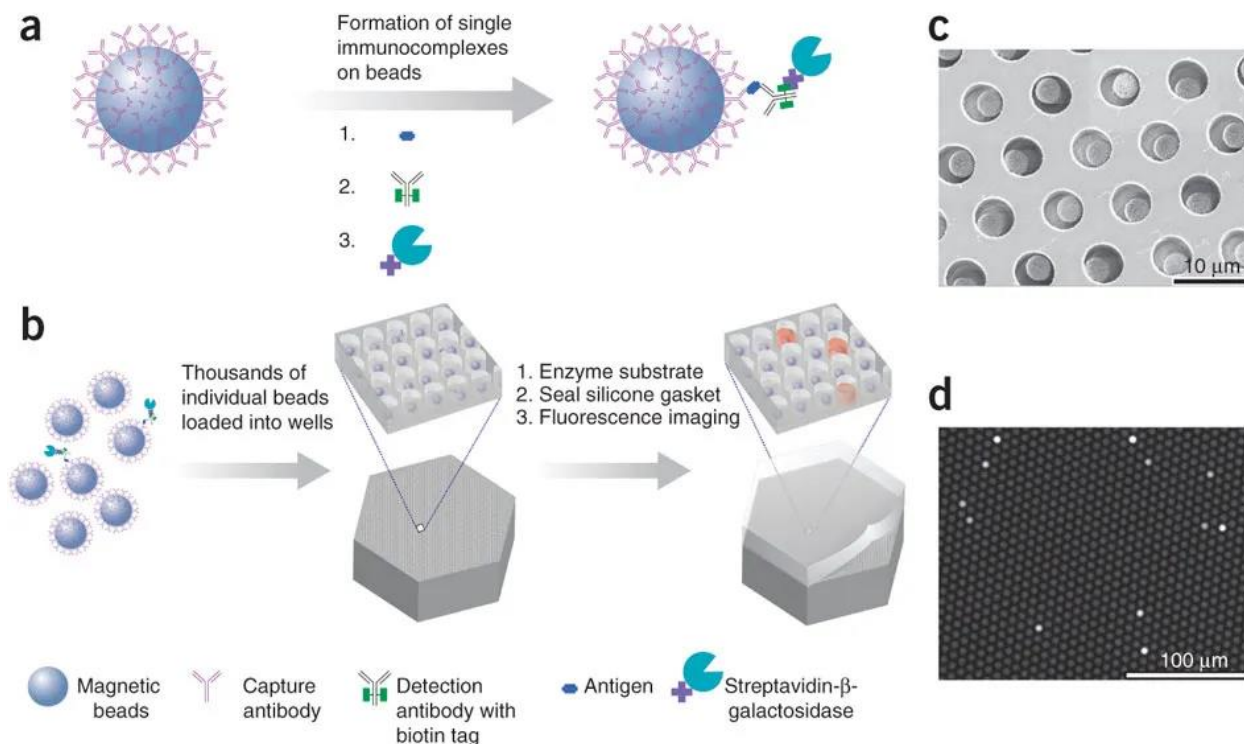 a
Formation of single
immunocomplexes
on beads
1.
2.
3.
c
10 μm
b
Thousands of
individual beads
loaded into wells
1. Enzyme substrate
2. Seal silicone gasket
3. Fluorescence imaging
d
100 μm
Magnetic
beads
Capture
antibody
Detection
antibody with
biotin tag
Antigen
Streptavidin-β-
galactosidase